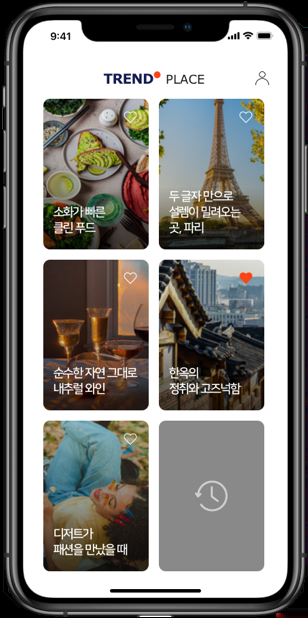 9:41
TREND PLACE
소화가 빠른
클린 푸드
두 글자 만으로
설렘이 밀려오는
곳, 파리
순수한 자연 그대로
내추럴 와인
한옥의
정취와 고즈넉함
디저트가
패션을 만났을 때